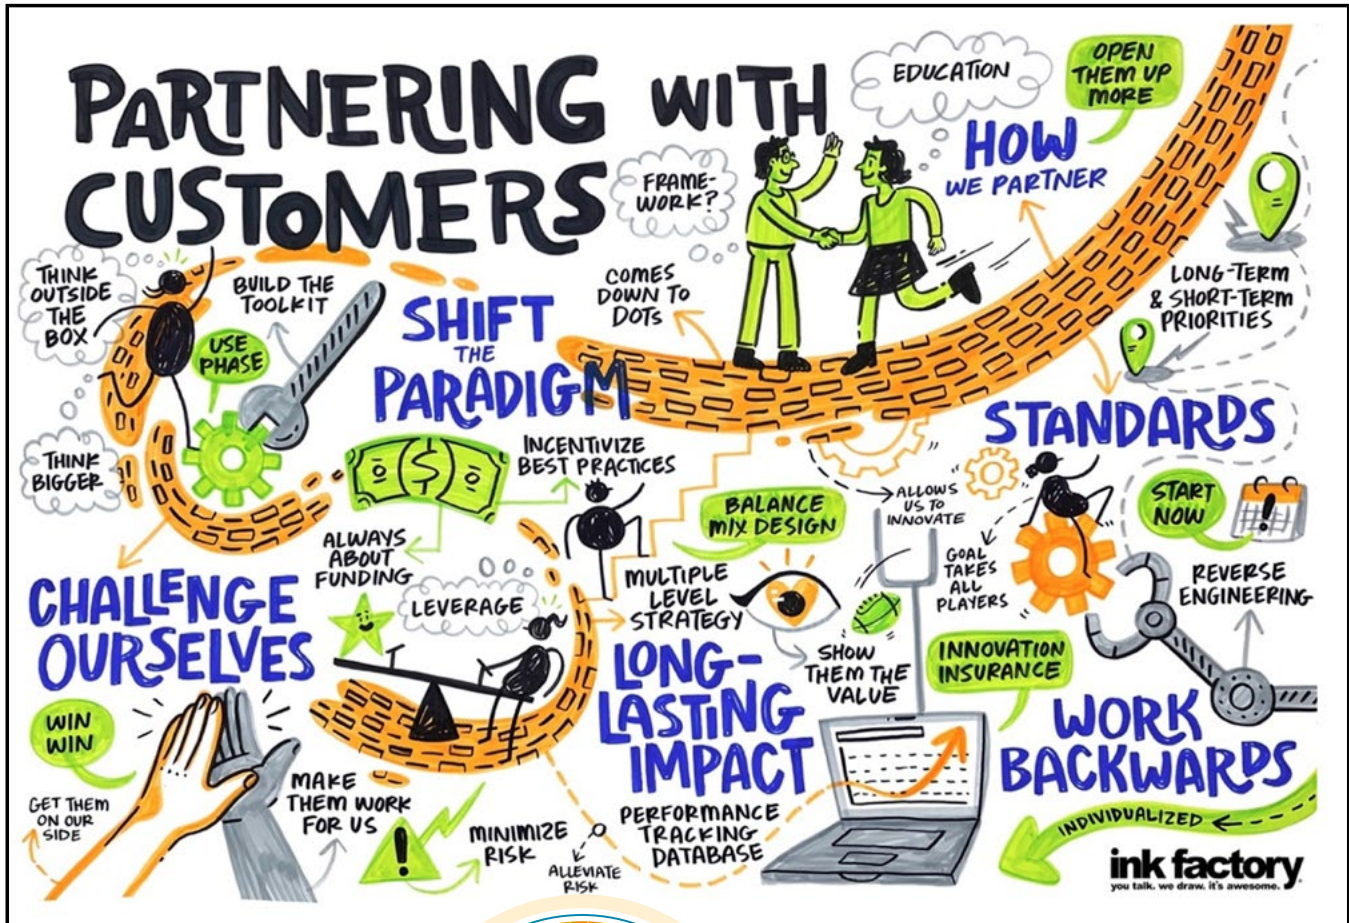 PARTNERING WITH
CUSTOMERS
EDUCATION
OPEN
THEM UP
MORE
HOW
WE PARTNER
FRAME-
WORK?
THINK
OUTSIDE
THE
BOX
BUILD THE
TOOLKIT
USE
PHASE
THINK
BIGGER
SHIFT
THE
PARADIGM
COMES
DOWN TO
DOTS
LONG-TERM
& SHORT-TERM
PRIORITIES
STANDARDS
INCENTIVIZE
BEST PRACTICES
ALWAYS
ABOUT
FUNDING
BALANCE
MIX DESIGN
ALLOWS
US TO
INNOVATE
GOAL
TAKES
ALL
PLAYERS
START
NOW
REVERSE
ENGINEERING
CHALLENGE
OURSELVES
LEVERAGE
MULTIPLE
LEVEL
STRATEGY
SHOW
THEM THE
VALUE
INNOVATION
INSURANCE
LONG-
LASTING
IMPACT
WORK
BACKWARDS
WIN
WIN
GET THEM
ON OUR
SIDE
MAKE
THEM WORK
FOR US
!
MINIMIZE
RISK
ALLEVIATE
RISK
PERFORMANCE
TRACKING
DATABASE
INDIVIDUALIZED
ink factory
you talk. we draw. it's awesome.